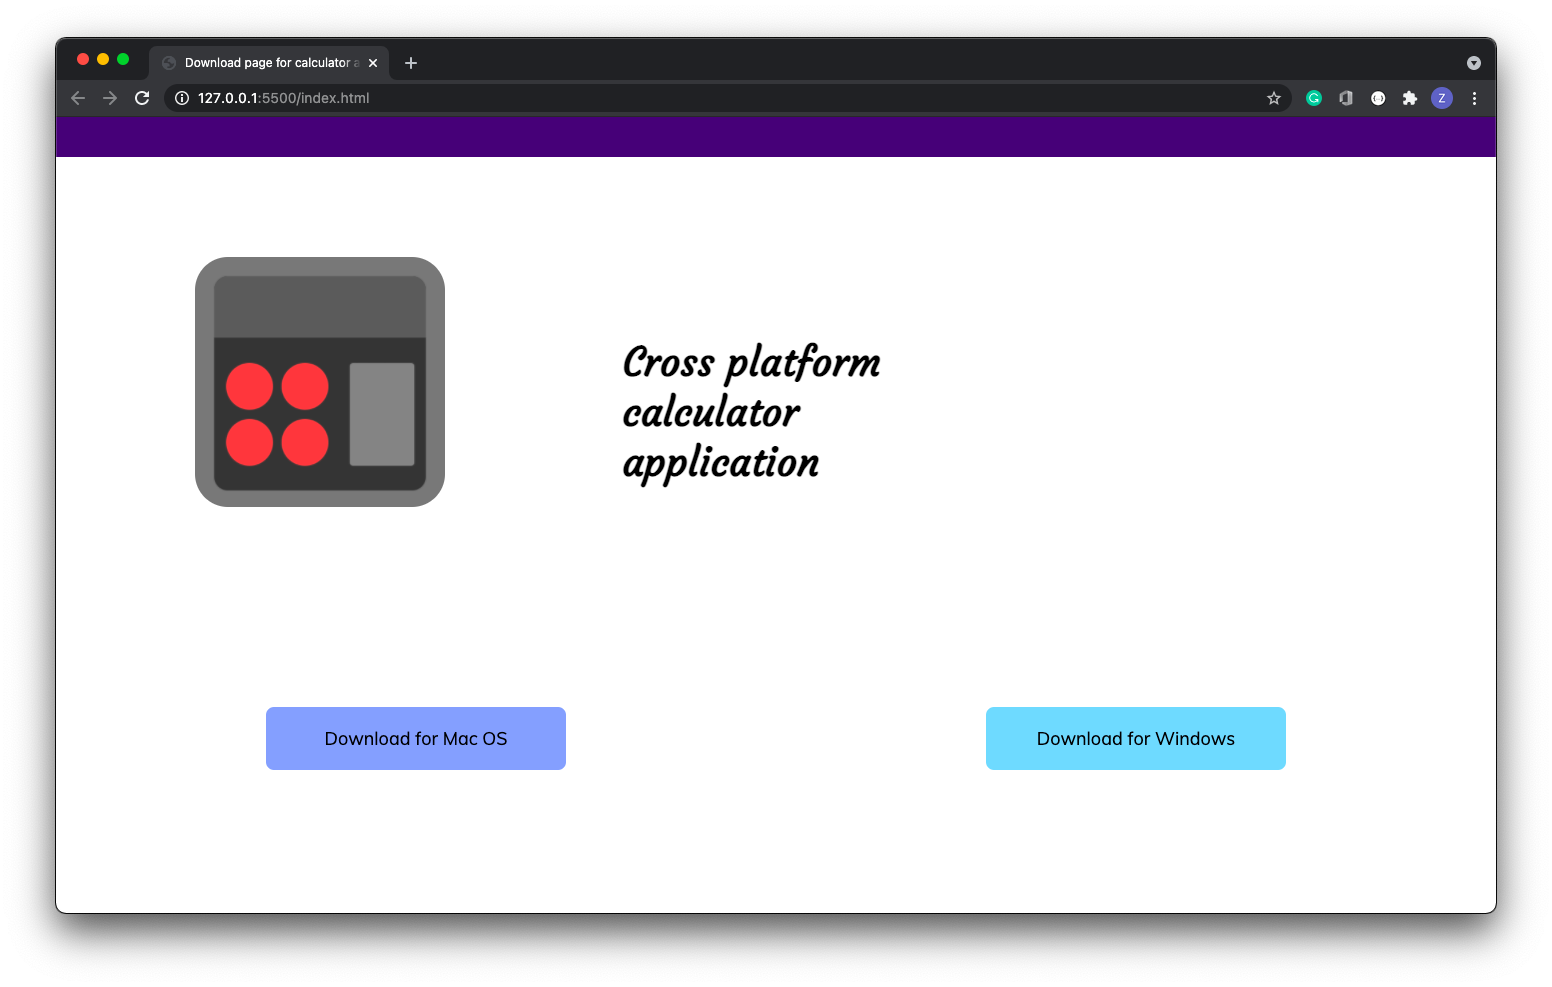 Download page for calculator a
127.0.0.1:5500/index.html
Z
Cross platform
calculator
application
Download for Mac OS
Download for Windows